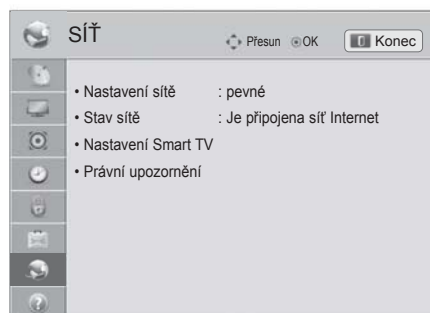 SÍŤ
Přesun OK Konec
• Nastavení sítě : pevné
• Stav sítě : Je připojena síť Internet
• Nastavení Smart TV
• Právní upozornění